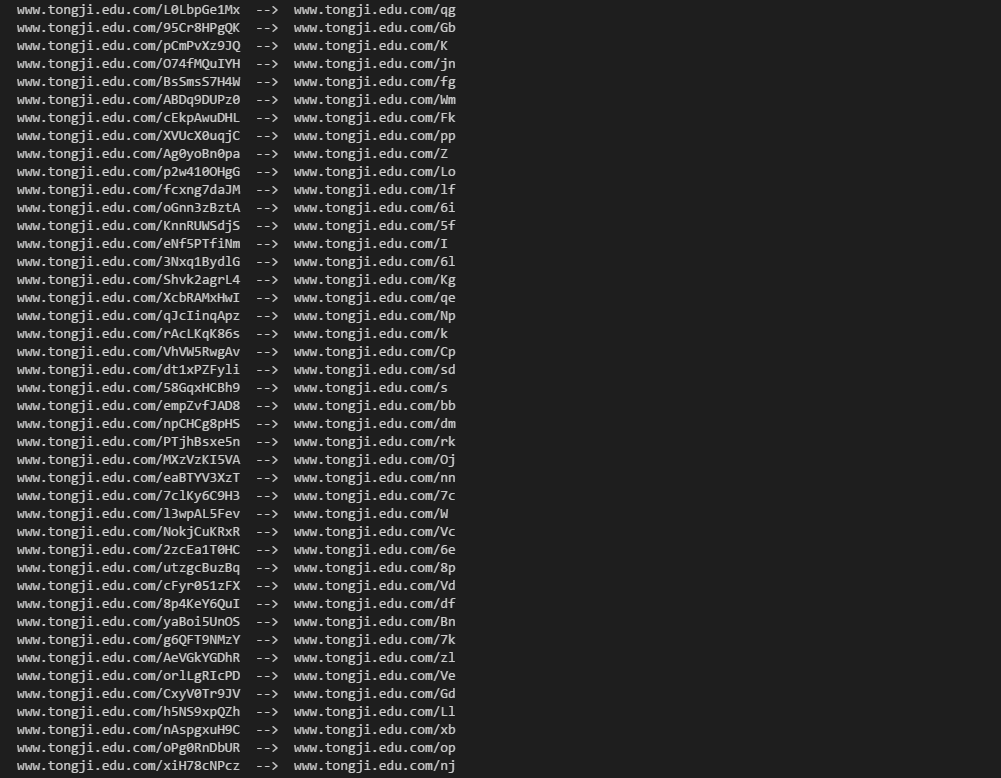 www.tongji.edu.com/L0LbpGe1Mx  -->  www.tongji.edu.com/qg
www.tongji.edu.com/95Cr8HPgQK  -->  www.tongji.edu.com/Gb
www.tongji.edu.com/pCmPvXz9JQ  -->  www.tongji.edu.com/K
www.tongji.edu.com/O74fMQuIYH  -->  www.tongji.edu.com/jn
www.tongji.edu.com/BsSmsS7H4W  -->  www.tongji.edu.com/fg
www.tongji.edu.com/ABDq9DUPz0  -->  www.tongji.edu.com/Wm
www.tongji.edu.com/cEkpAwuDHL  -->  www.tongji.edu.com/Fk
www.tongji.edu.com/XVUcX0uqjC  -->  www.tongji.edu.com/pp
www.tongji.edu.com/Ag0yoBn0pa  -->  www.tongji.edu.com/Z
www.tongji.edu.com/p2w410OHgG  -->  www.tongji.edu.com/Lo
www.tongji.edu.com/fcxng7daJM  -->  www.tongji.edu.com/lf
www.tongji.edu.com/oGnn3zBztA  -->  www.tongji.edu.com/6i
www.tongji.edu.com/KnnRUWSdjS  -->  www.tongji.edu.com/5f
www.tongji.edu.com/eNf5PTfiNm  -->  www.tongji.edu.com/I
www.tongji.edu.com/3Nxq1BydlG  -->  www.tongji.edu.com/6l
www.tongji.edu.com/Shvk2agrL4  -->  www.tongji.edu.com/Kg
www.tongji.edu.com/XcbRAMxHwI  -->  www.tongji.edu.com/qe
www.tongji.edu.com/qJcIinqApz  -->  www.tongji.edu.com/Np
www.tongji.edu.com/rAcLKqK86s  -->  www.tongji.edu.com/k
www.tongji.edu.com/VhVW5RwgAv  -->  www.tongji.edu.com/Cp
www.tongji.edu.com/dt1xPZFyli  -->  www.tongji.edu.com/sd
www.tongji.edu.com/58GqxHCBh9  -->  www.tongji.edu.com/s
www.tongji.edu.com/empZvfJAD8  -->  www.tongji.edu.com/bb
www.tongji.edu.com/npCHCg8pHS  -->  www.tongji.edu.com/dm
www.tongji.edu.com/PTjhBsxe5n  -->  www.tongji.edu.com/rk
www.tongji.edu.com/MXzVzKI5VA  -->  www.tongji.edu.com/Oj
www.tongji.edu.com/eaBTYV3XzT  -->  www.tongji.edu.com/nn
www.tongji.edu.com/7clKy6C9H3  -->  www.tongji.edu.com/7c
www.tongji.edu.com/l3wpAL5Fev  -->  www.tongji.edu.com/W
www.tongji.edu.com/NokjCuKRxR  -->  www.tongji.edu.com/Vc
www.tongji.edu.com/2zcEa1T0HC  -->  www.tongji.edu.com/6e
www.tongji.edu.com/utzgcBuzBq  -->  www.tongji.edu.com/8p
www.tongji.edu.com/cFyr051zFX  -->  www.tongji.edu.com/Vd
www.tongji.edu.com/8p4KeY6QuI  -->  www.tongji.edu.com/df
www.tongji.edu.com/yaBoi5UnOS  -->  www.tongji.edu.com/Bn
www.tongji.edu.com/g6QFT9NMzY  -->  www.tongji.edu.com/7k
www.tongji.edu.com/AeVGkYGDhR  -->  www.tongji.edu.com/zl
www.tongji.edu.com/orlLgRIcPD  -->  www.tongji.edu.com/Ve
www.tongji.edu.com/CxyV0Tr9JV  -->  www.tongji.edu.com/Gd
www.tongji.edu.com/h5NS9xpQZh  -->  www.tongji.edu.com/Ll
www.tongji.edu.com/nAspgxuH9C  -->  www.tongji.edu.com/xb
www.tongji.edu.com/oPg0RnDbUR  -->  www.tongji.edu.com/op
www.tongji.edu.com/xiH78cNPcz  -->  www.tongji.edu.com/nj